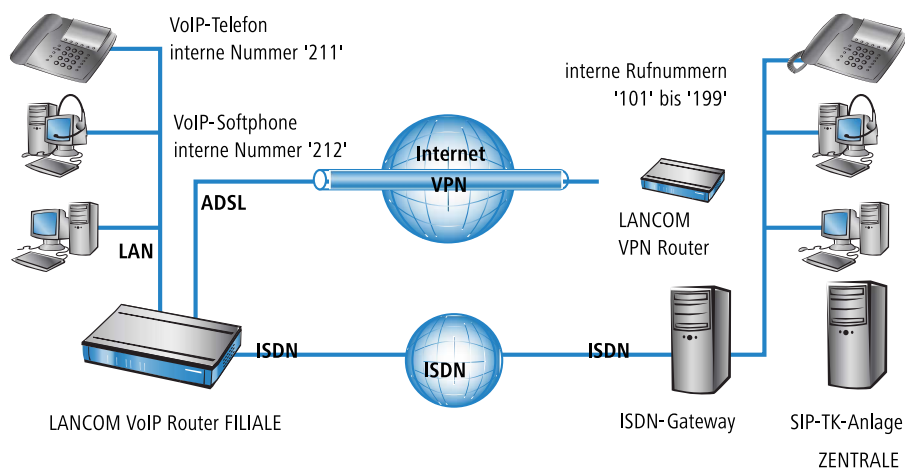 VoIP-Telefon
interne Nummer '211'
VoIP-Softphone
interne Nummer '212'
interne Rufnummern
'101' bis '199'
Internet
VPN
ADSL
LAN
LANCOM
VPN Router
ISDN
ISDN
ISDN
LANCOM VoIP Router FILIALE
ISDN-Gateway
SIP-TK-Anlage
ZENTRALE